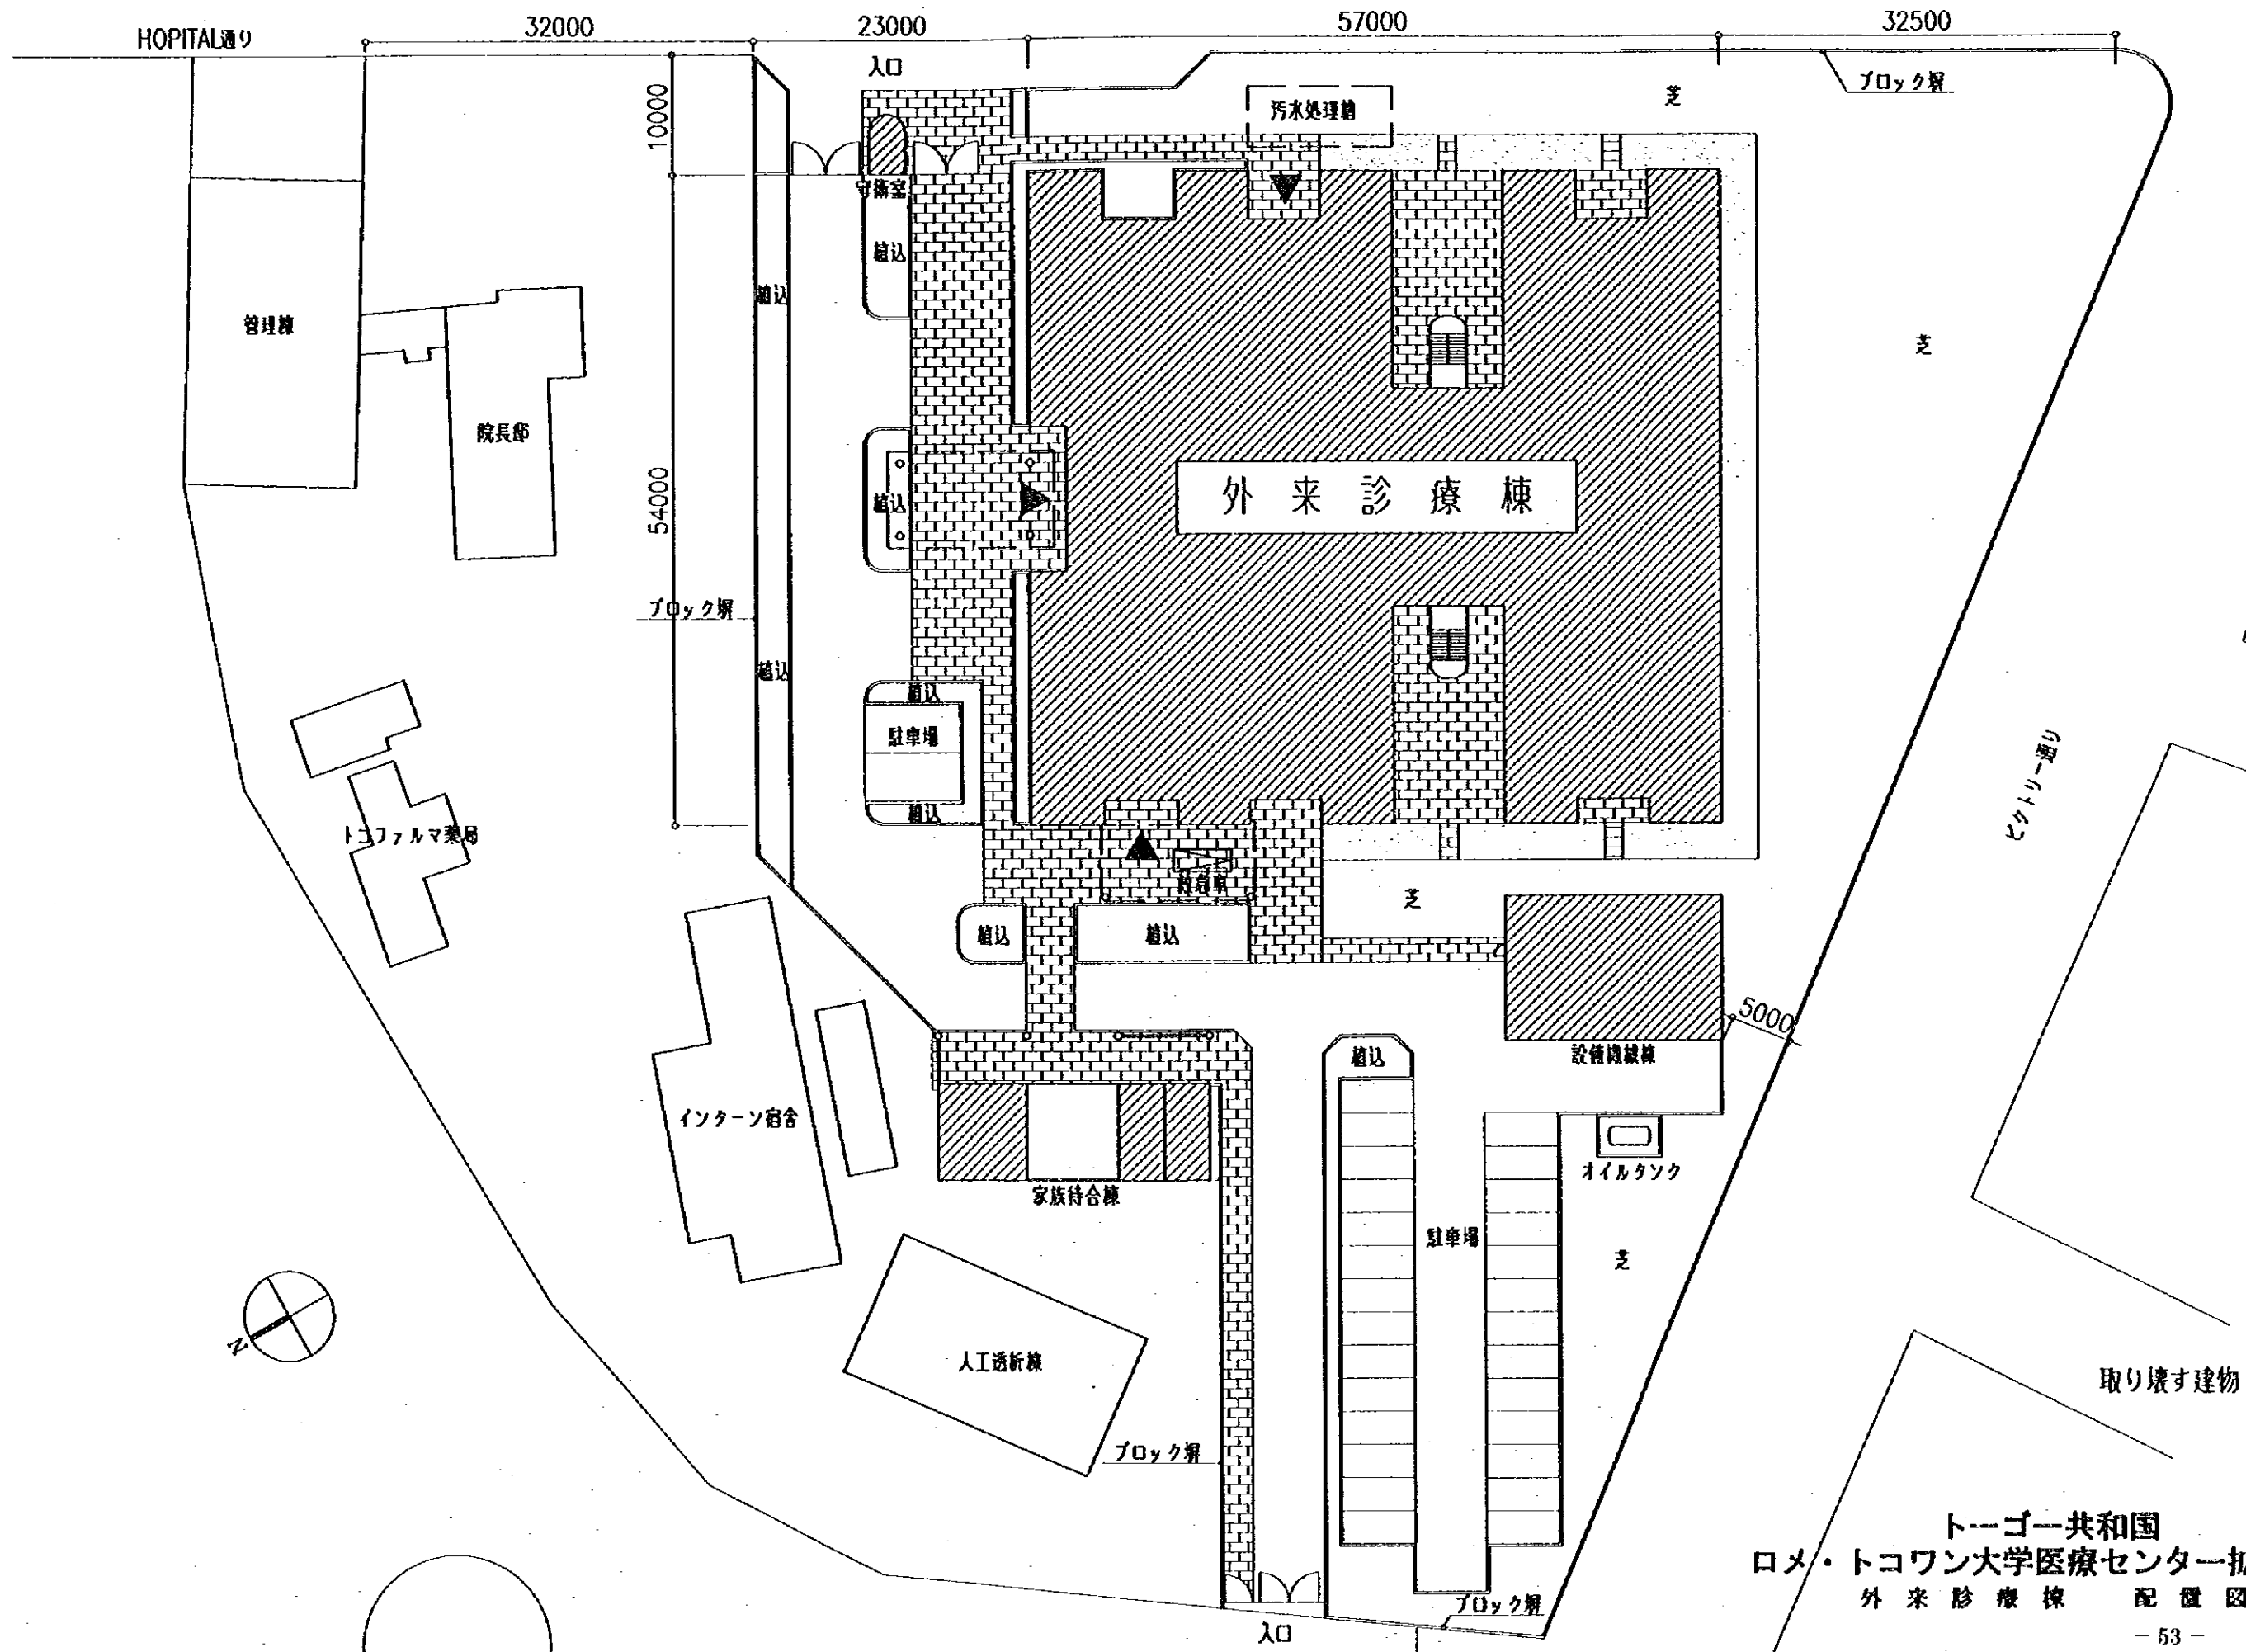 HOPITAL通り
32000
23000
57000
32500
入口
ブロック塀
10000
汚水処理槽
芝
守衛室
植込
植込
管理棟
芝
院長邸
54000
植込
外来診療棟
ブロック塀
植込
植込
駐車場
植込
ビクトリー通り
トコファルマ薬局
救急車
芝
植込
植込
5000
植込
設備機械棟
インターン宿舎
オイルタンク
家族待合棟
駐車場
芝
N
人工透析棟
取り壊す建物
ブロック塀
トーゴー共和国
ロメ・トコワン大学医療センター拡
外来診療棟 配置図
ブロック塀
入口
- 53 -